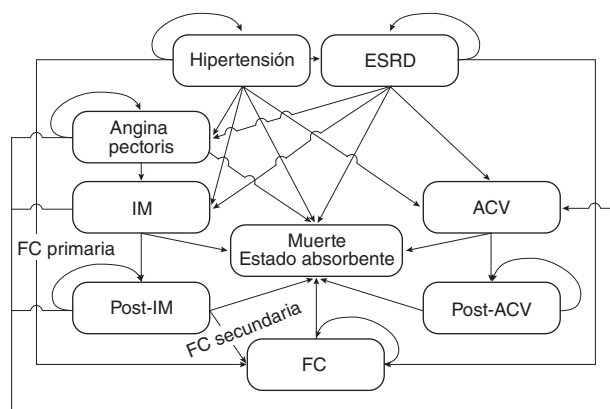 Hipertensión
ESRD
Angina
pectoris
IM
ACV
FC primaria
Muerte
Estado absorbente
Post-IM
Post-ACV
FC secundaria
FC